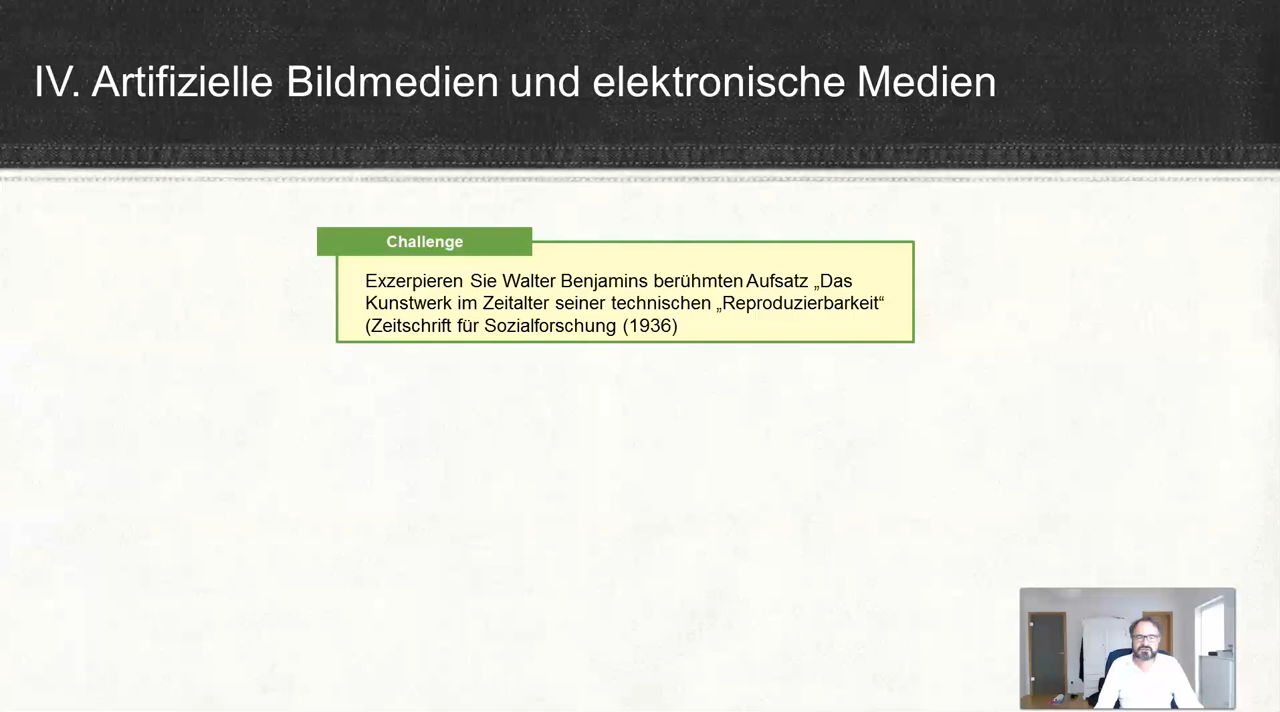 IV. Artifizielle Bildmedien und elektronische Medien
Challenge
Exzerpieren Sie Walter Benjamins berühmten Aufsatz „Das
Kunstwerk im Zeitalter seiner technischen „Reproduzierbarkeit“
(Zeitschrift für Sozialforschung (1936)